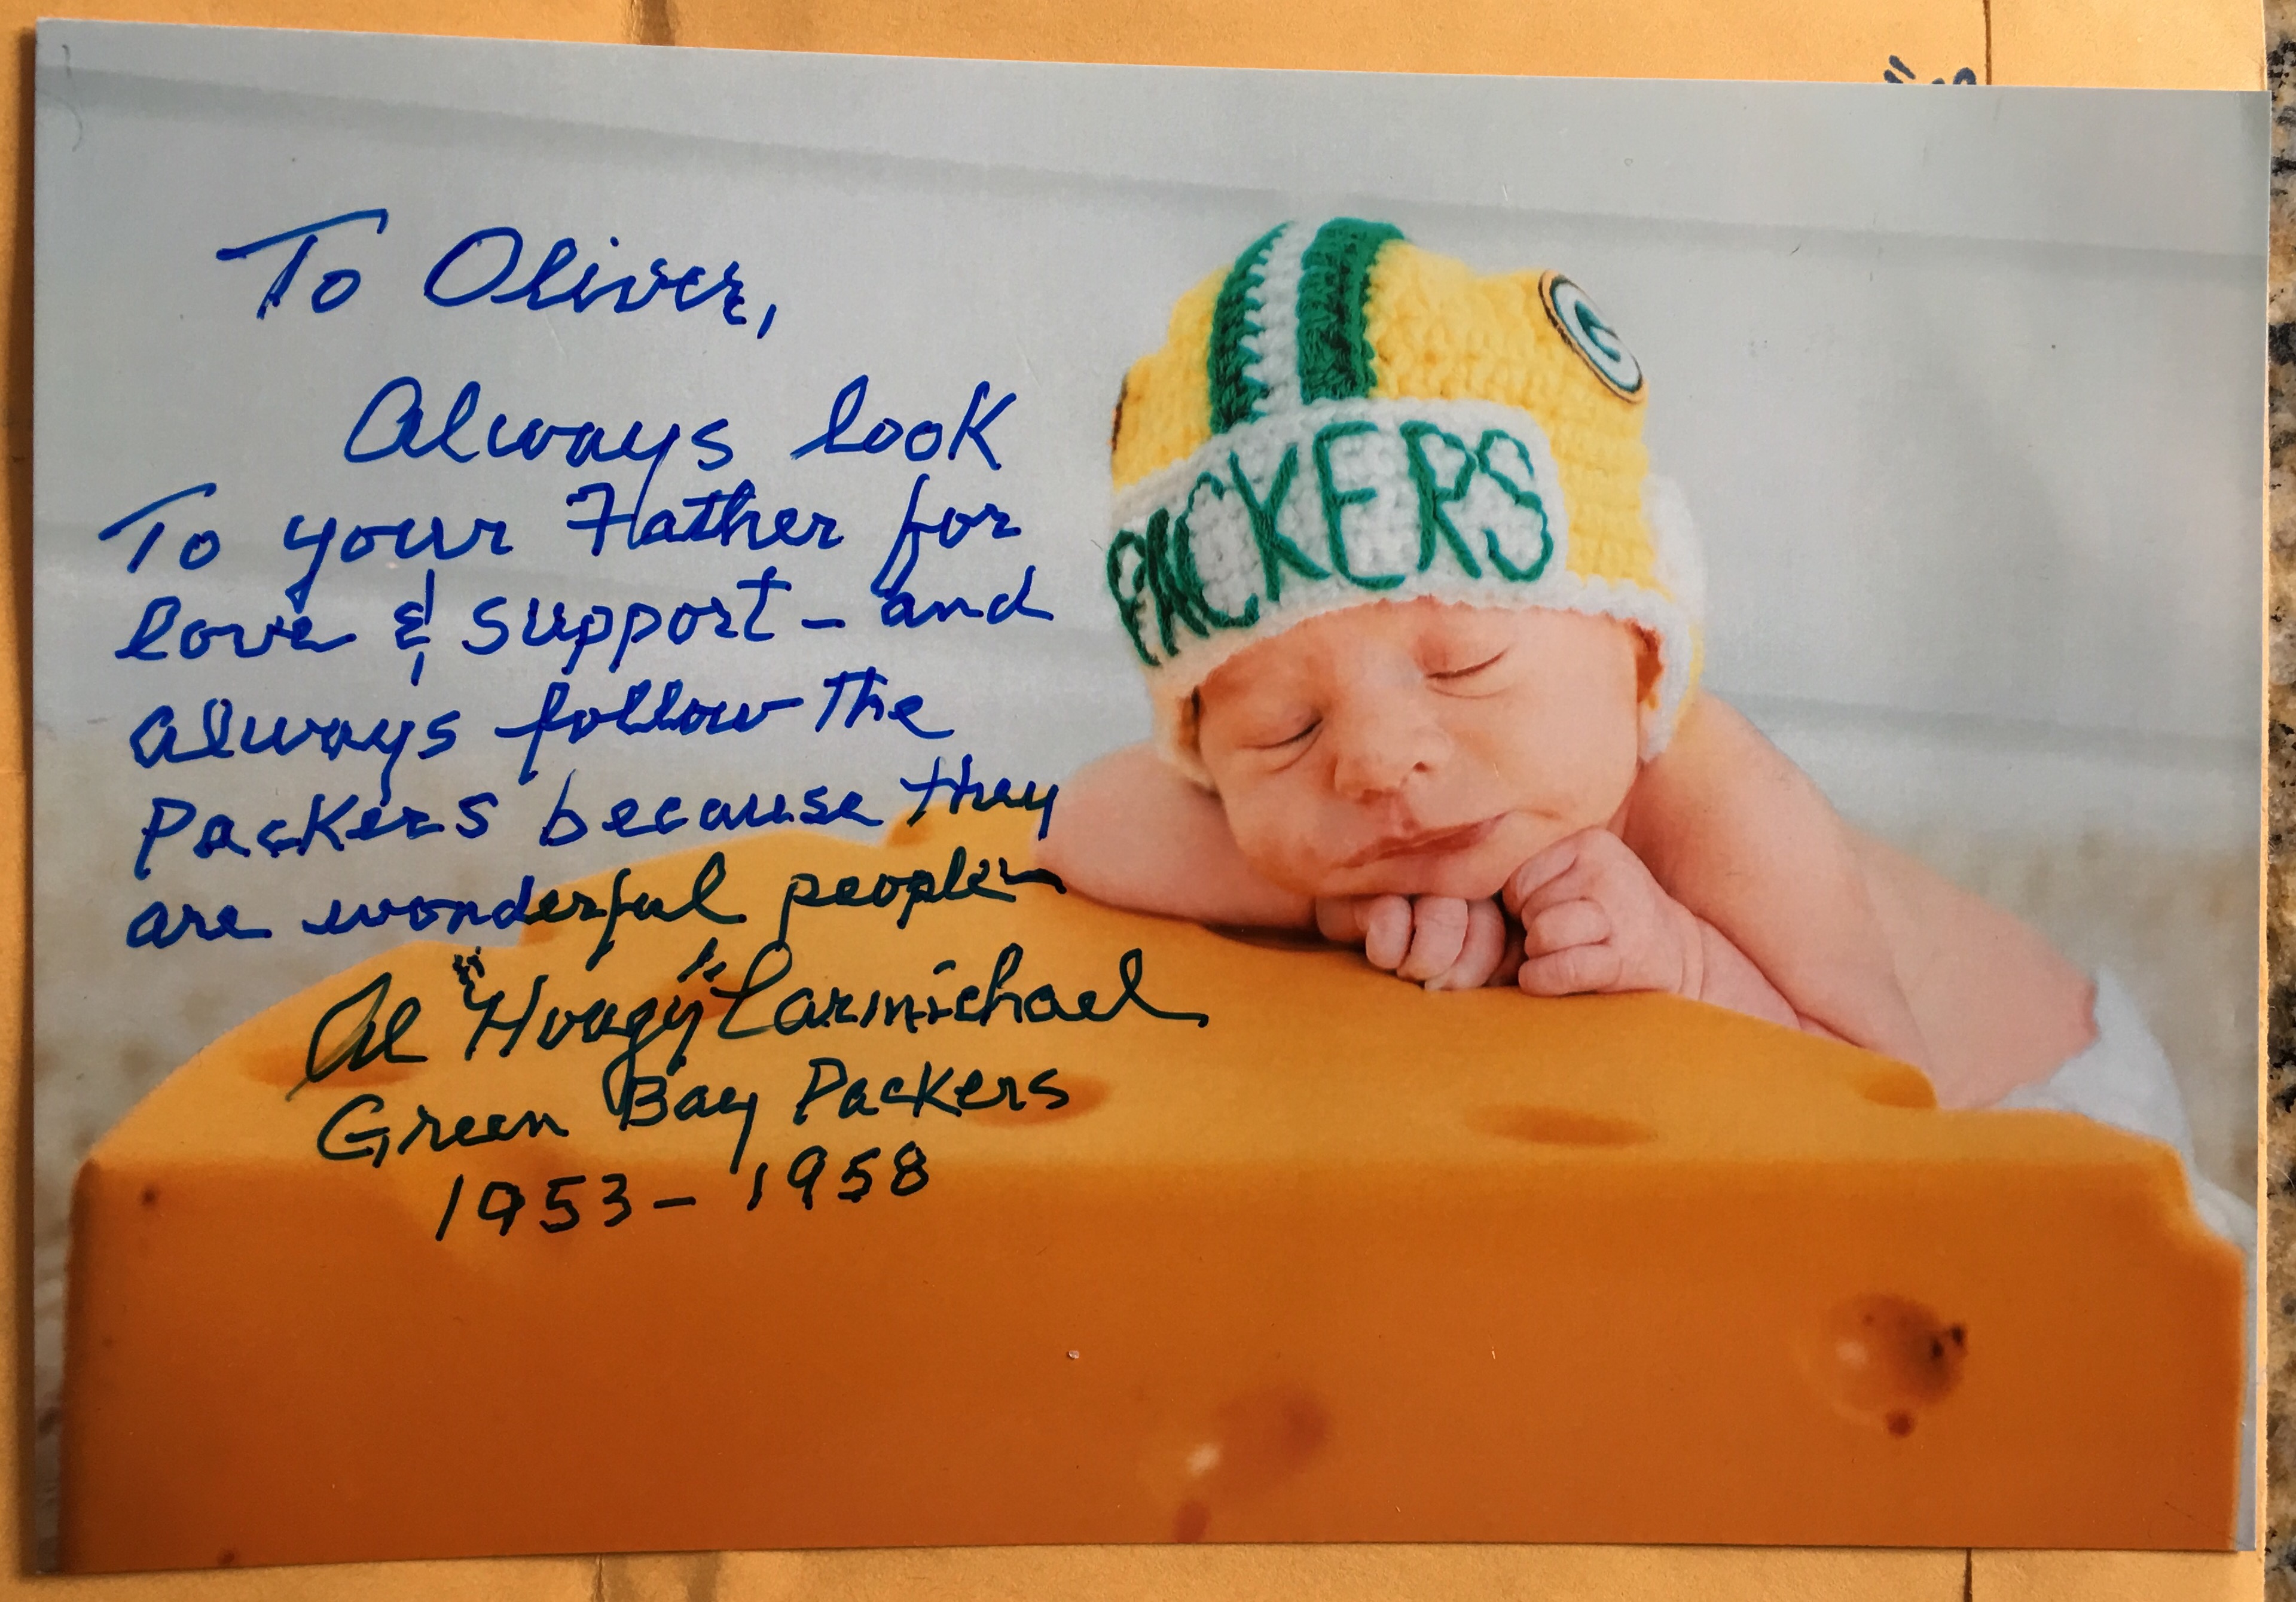 To Oliver,
Always look
To your Father for
love & support - and
always follow the
Packers because they
are wonderful people
Al "Hoagy" Carmichael
Green Bay Packers
1953 - 1958
PACKERS
G